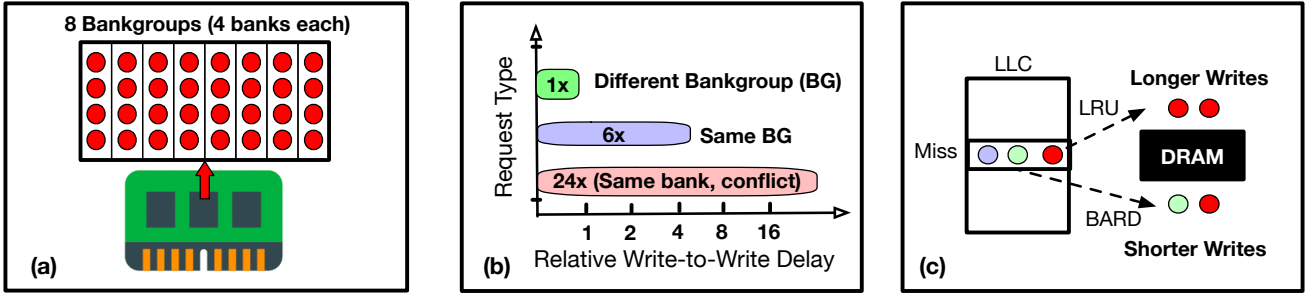 8 Bankgroups (4 banks each)
(a)
Request Type
1x
Different Bankgroup (BG)
6x
Same BG
24x (Same bank, conflict)
1 2 4 8 16
Relative Write-to-Write Delay
(b)
LLC
Longer Writes
LRU
Miss
DRAM
BARD
Shorter Writes
(c)